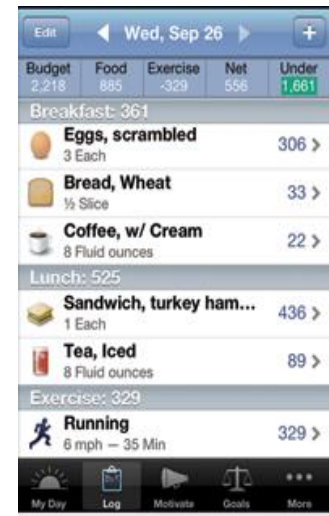 Edit
Wed, Sep 26
+
Budget Food Exercise Net Under
2,218 885 -329 556 1,661
Breakfast: 361
Eggs, scrambled
3 Each
306
Bread, Wheat
½ Slice
33
Coffee, w/ Cream
8 Fluid ounces
22
Lunch: 525
Sandwich, turkey ham...
1 Each
436
Tea, Iced
8 Fluid ounces
89
Exercise: 329
Running
6 mph — 35 Min
329
My Day Log Motivate Goals More